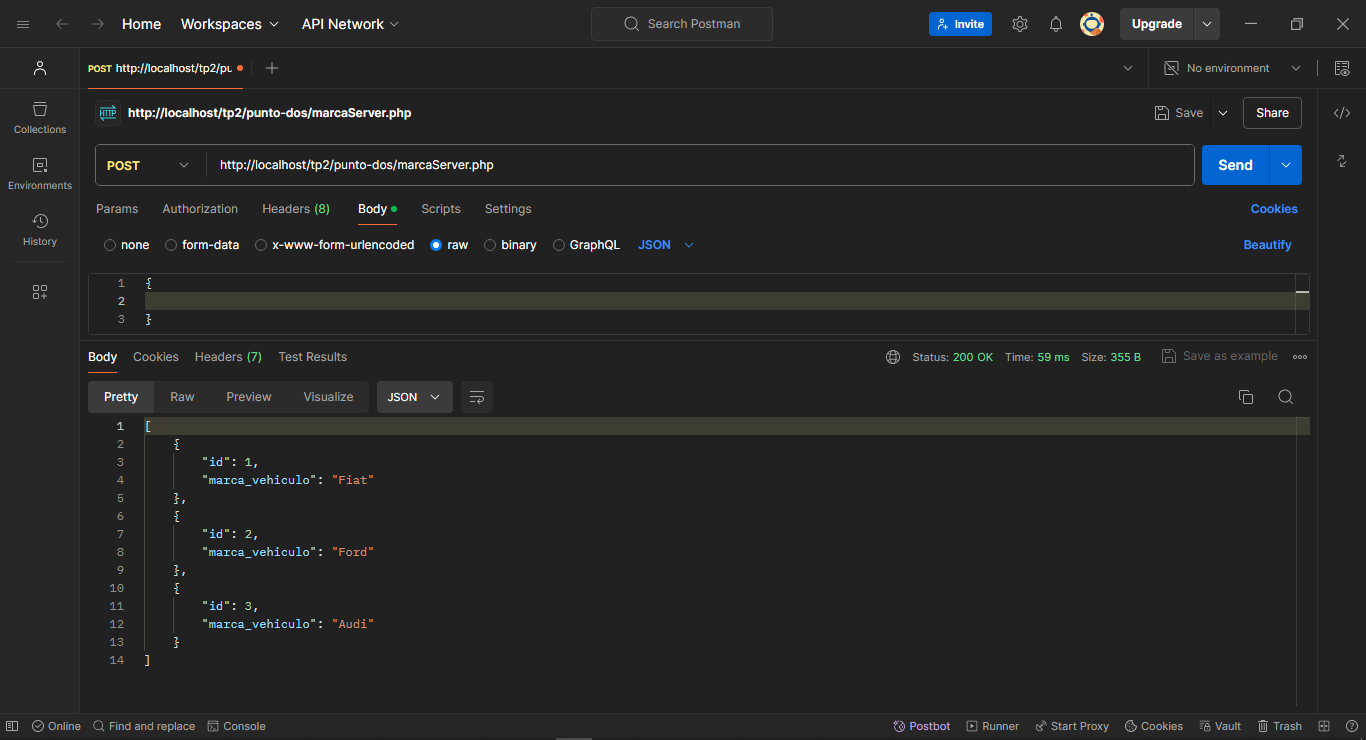 Home Workspaces API Network Search Postman Invite Upgrade
POST http://localhost/tp2/pu No environment
HTTP http://localhost/tp2/punto-dos/marcaServer.php Save Share
Collections
POST http://localhost/tp2/punto-dos/marcaServer.php Send
Environments
Params Authorization Headers (8) Body Scripts Settings Cookies
History
none form-data x-www-form-urlencoded raw binary GraphQL JSON Beautify
1 {
2
3 }
Body Cookies Headers (7) Test Results Status: 200 OK Time: 59 ms Size: 355 B Save as example
Pretty Raw Preview Visualize JSON
1 [
2 {
3 "id": 1,
4 "marca_vehiculo": "Fiat"
5 },
6 {
7 "id": 2,
8 "marca_vehiculo": "Ford"
9 },
10 {
11 "id": 3,
12 "marca_vehiculo": "Audi"
13 }
14 ]
Online Find and replace Console Postbot Runner Start Proxy Cookies Vault Trash